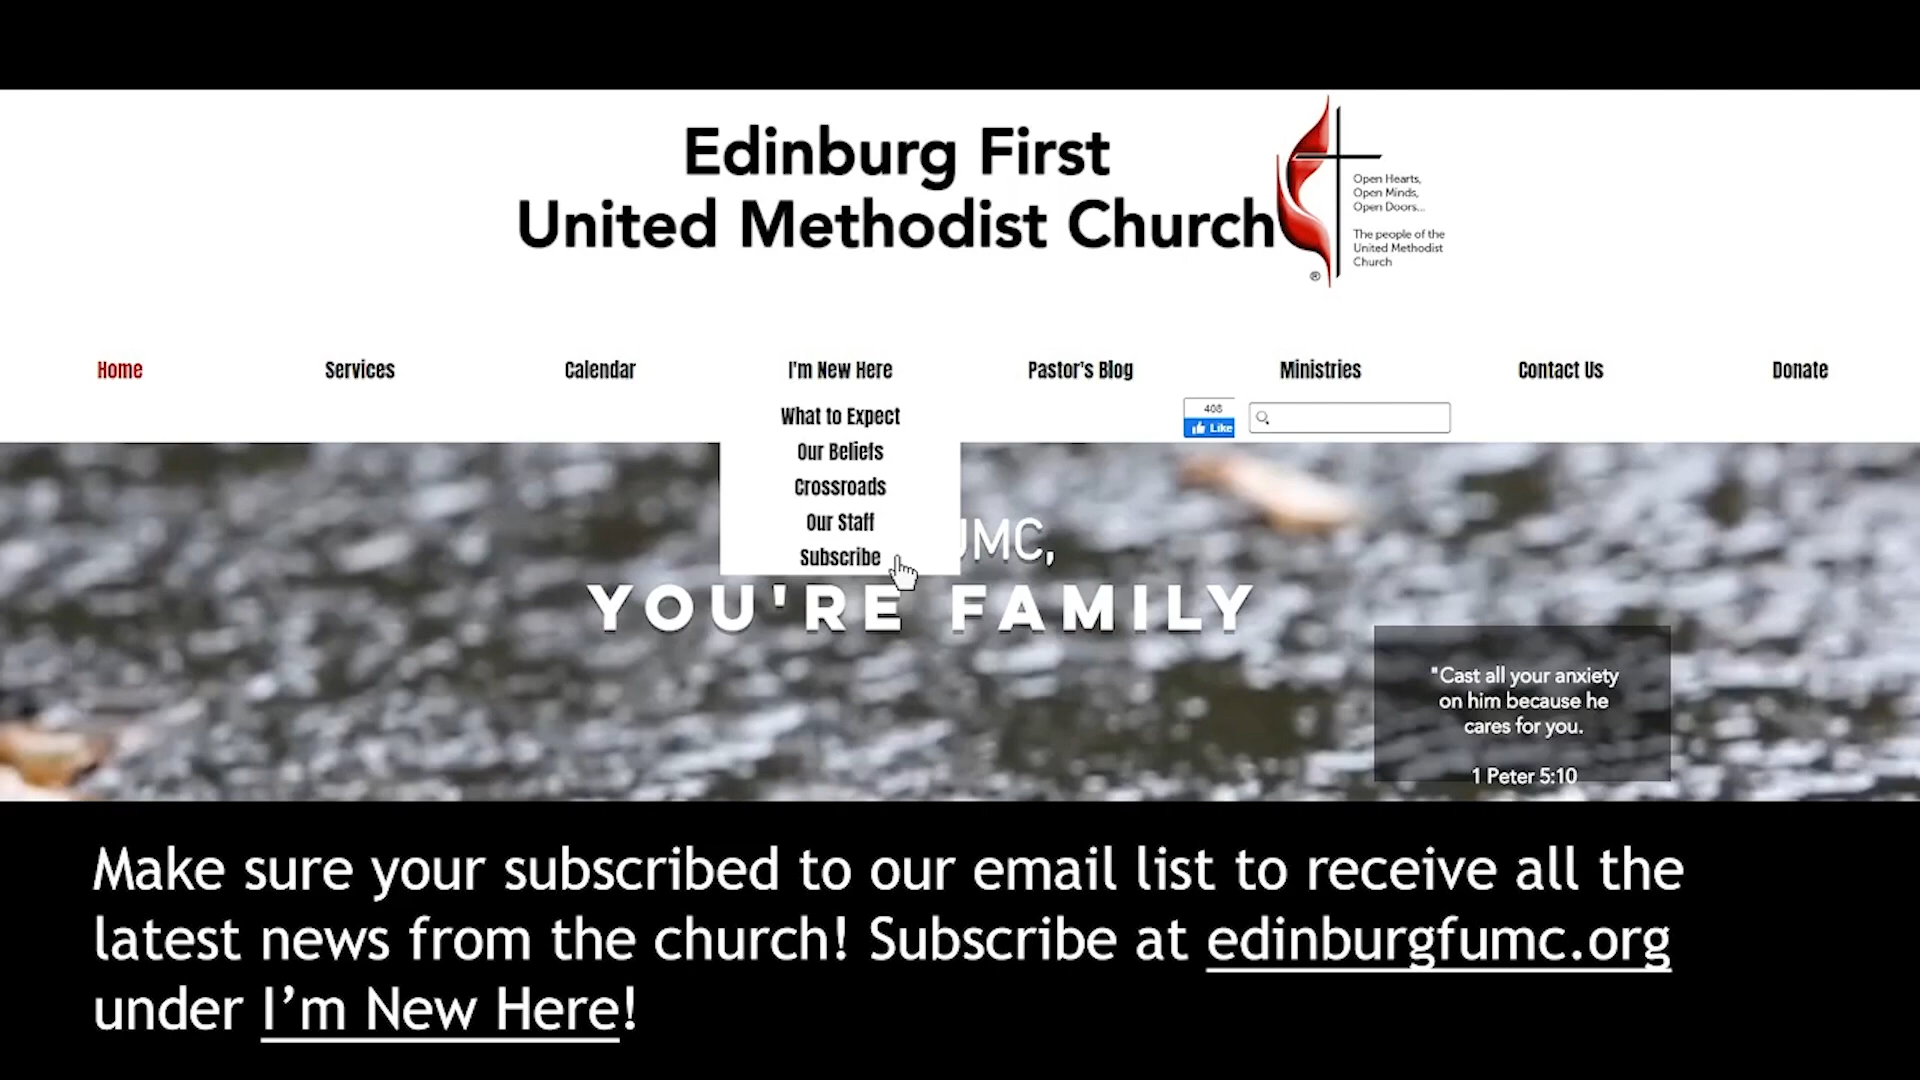 Edinburg First
United Methodist Church
Open Hearts,
Open Minds,
Open Doors...
The people of the
United Methodist
Church
®
Home Services Calendar I'm New Here Pastor's Blog Ministries Contact Us Donate
What to Expect
Our Beliefs
Crossroads
Our Staff
Subscribe
408
Like
UMC,
YOU'RE FAMILY
"Cast all your anxiety
on him because he
cares for you.
1 Peter 5:10
Make sure your subscribed to our email list to receive all the
latest news from the church! Subscribe at edinburgfumc.org
under I’m New Here!